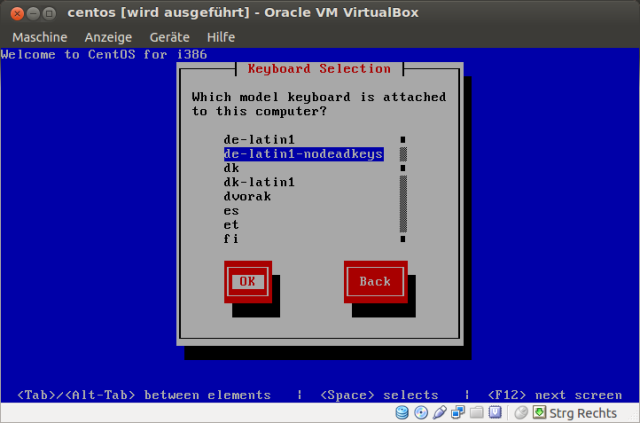 centos [wird ausgeführt] - Oracle VM VirtualBox
Maschine Anzeige Geräte Hilfe
Welcome to CentOS for i386
Keyboard Selection
Which model keyboard is attached
to this computer?
de-latin1
de-latin1-nodeadkeys
dk
dk-latin1
dvorak
es
et
fi
OK Back
<Tab>/<Alt-Tab> between elements | <Space> selects | <F12> next screen
Strg Rechts